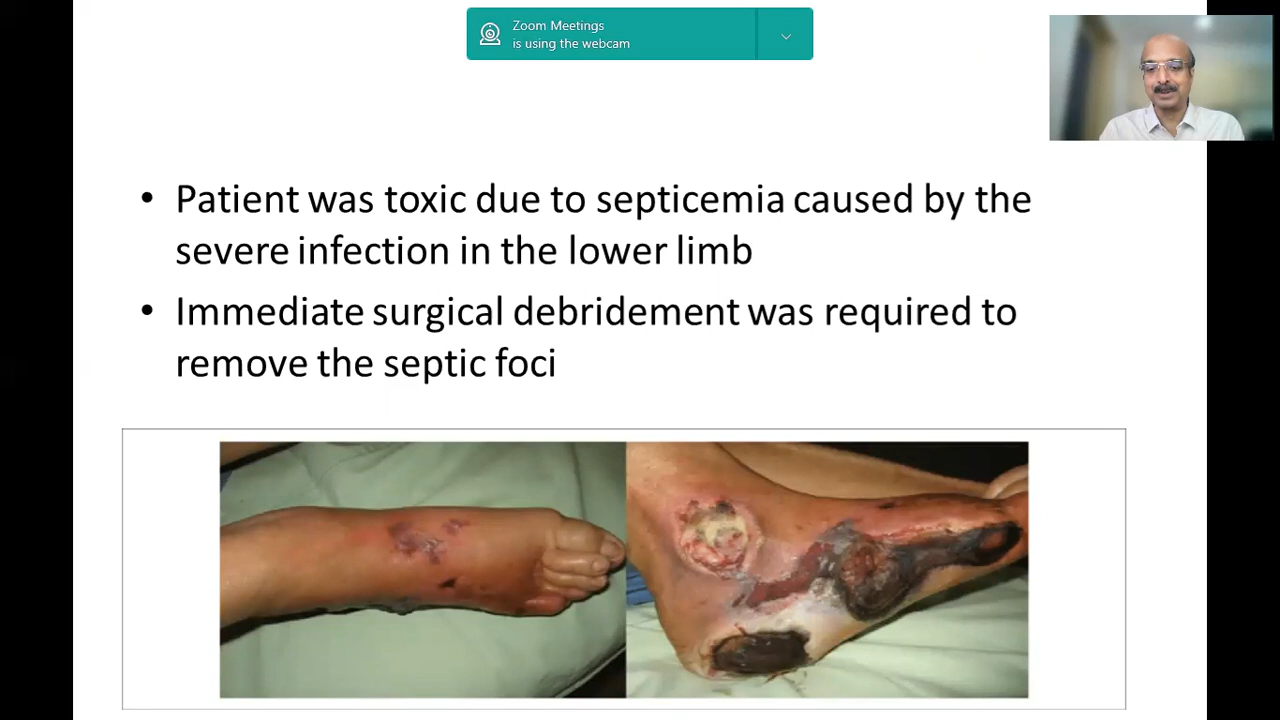 Zoom Meetings
is using the webcam
• Patient was toxic due to septicemia caused by the
severe infection in the lower limb
• Immediate surgical debridement was required to
remove the septic foci